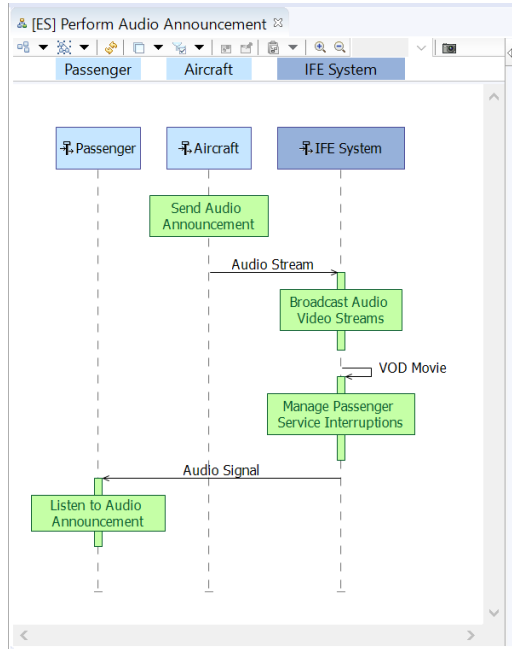 [ES] Perform Audio Announcement
Passenger
Aircraft
IFE System
Passenger
Aircraft
IFE System
Send Audio
Announcement
Audio Stream
Broadcast Audio
Video Streams
VOD Movie
Manage Passenger
Service Interruptions
Audio Signal
Listen to Audio
Announcement